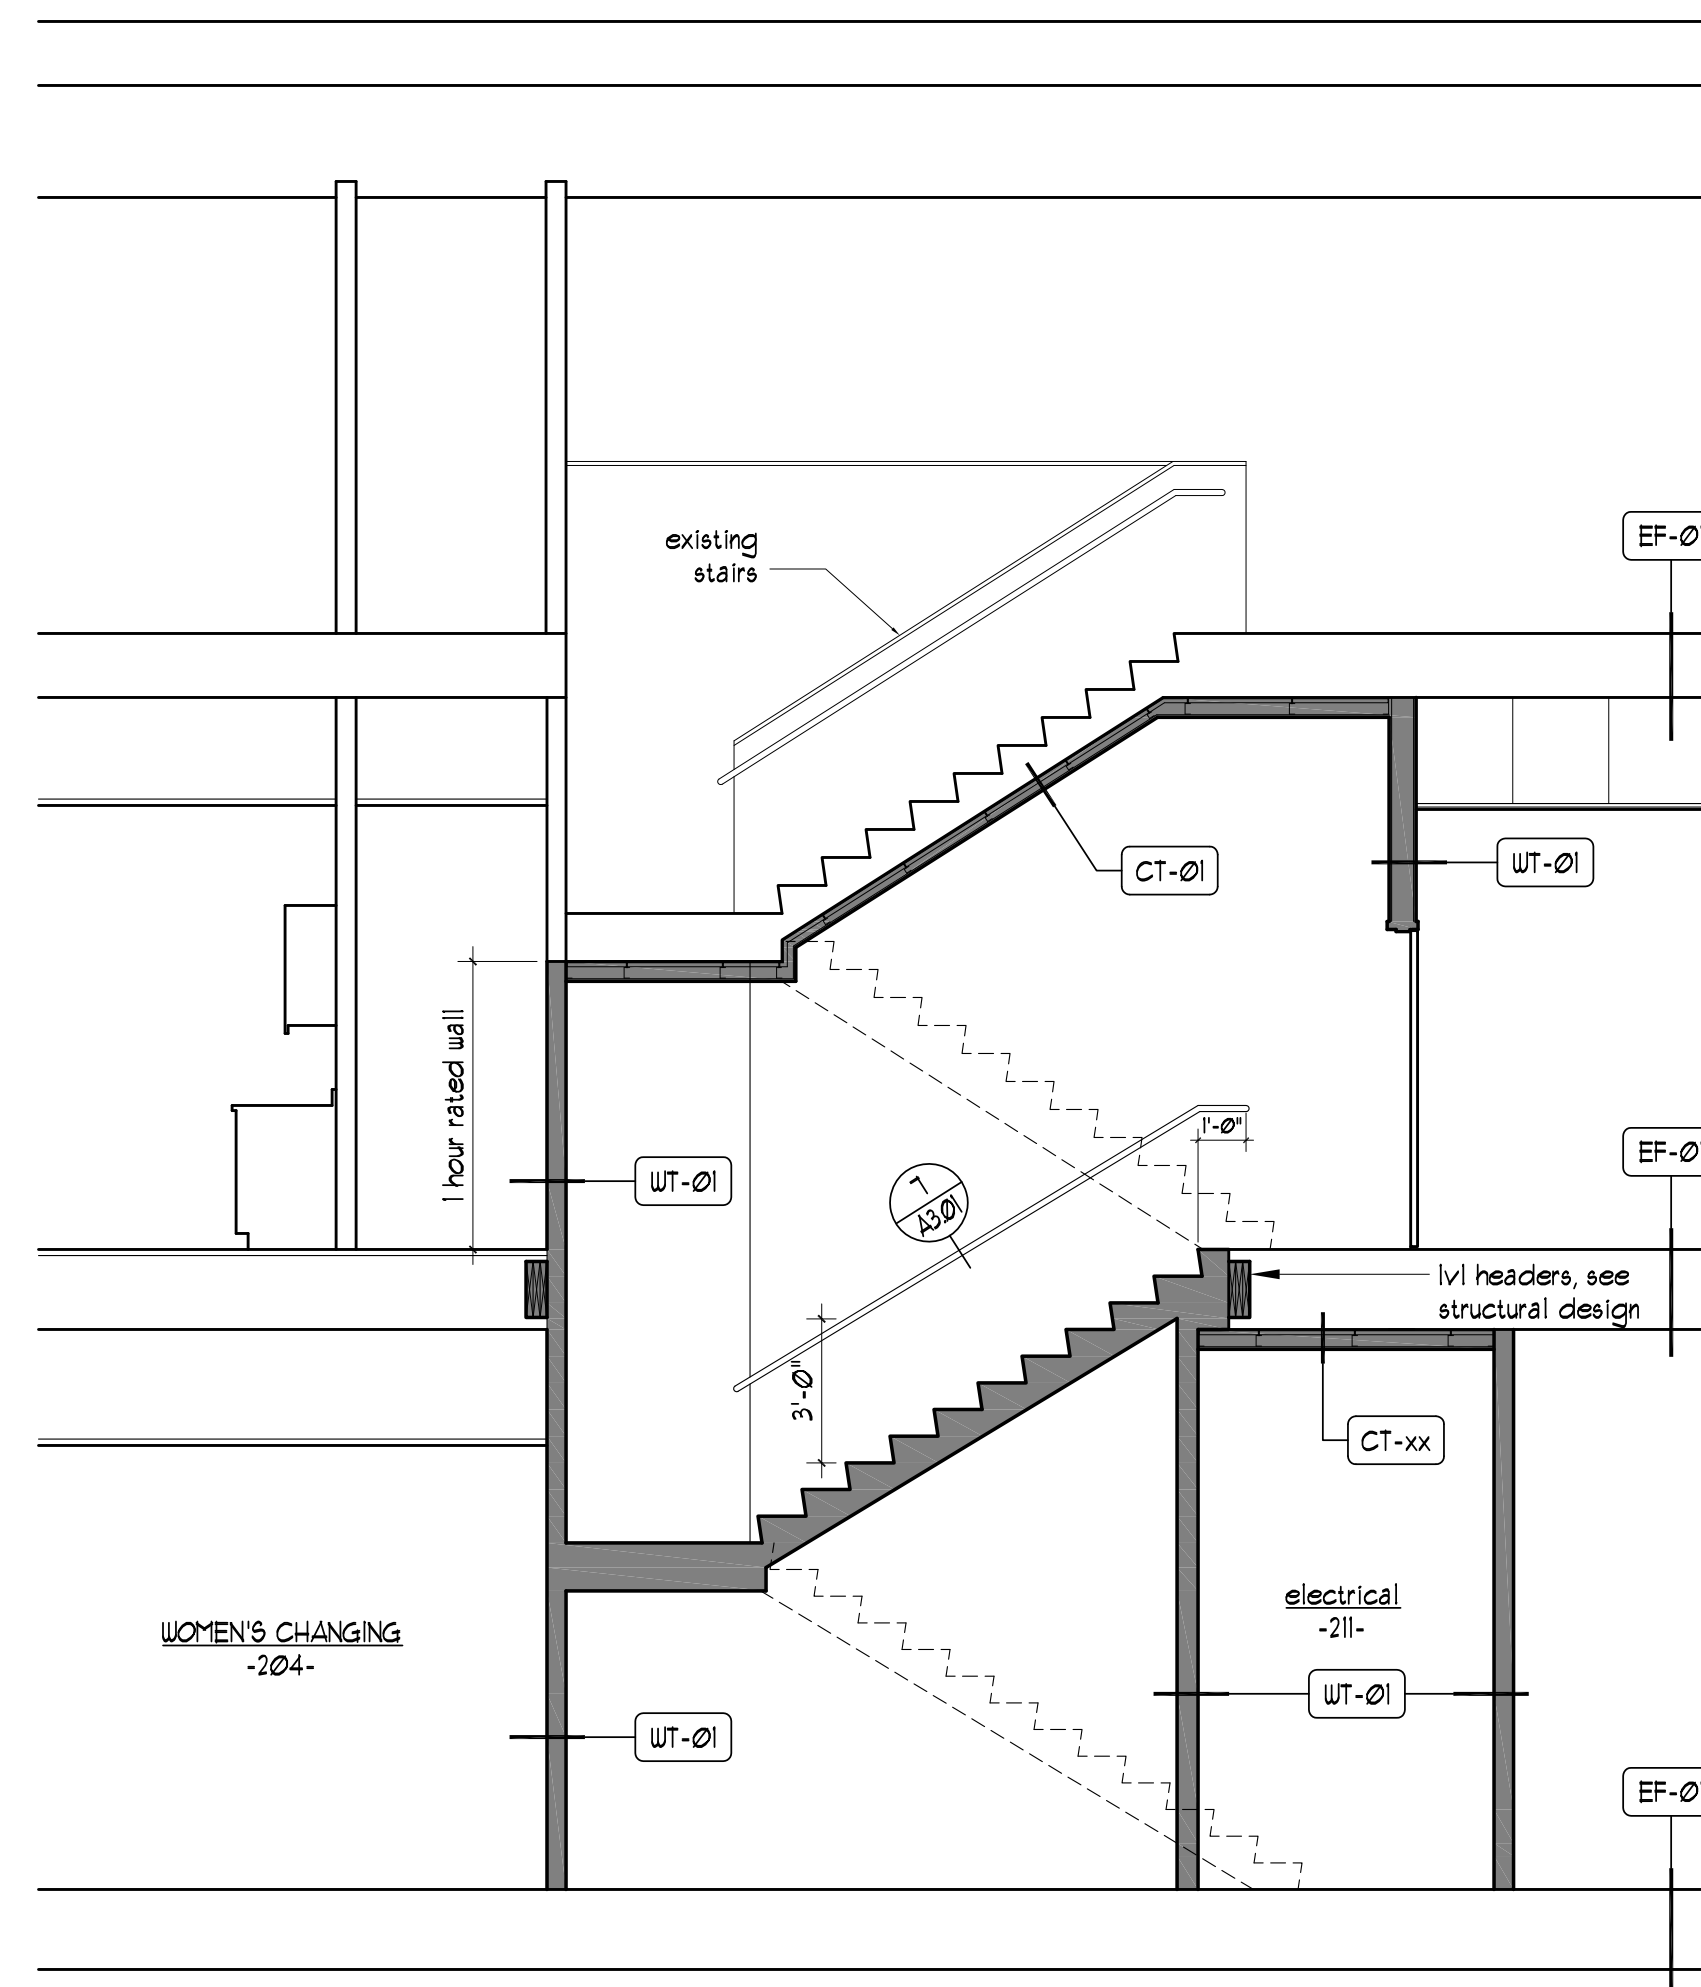 existing
stairs
EF-Ø
CT-Ø1
WT-Ø1
1 hour rated wall
1'-Ø"
EF-Ø
WT-Ø1
7
A3.Ø1
lvl headers, see
structural design
3'-Ø"
CT-xx
electrical
-211-
WOMEN'S CHANGING
-2Ø4-
WT-Ø1
WT-Ø1
EF-Ø